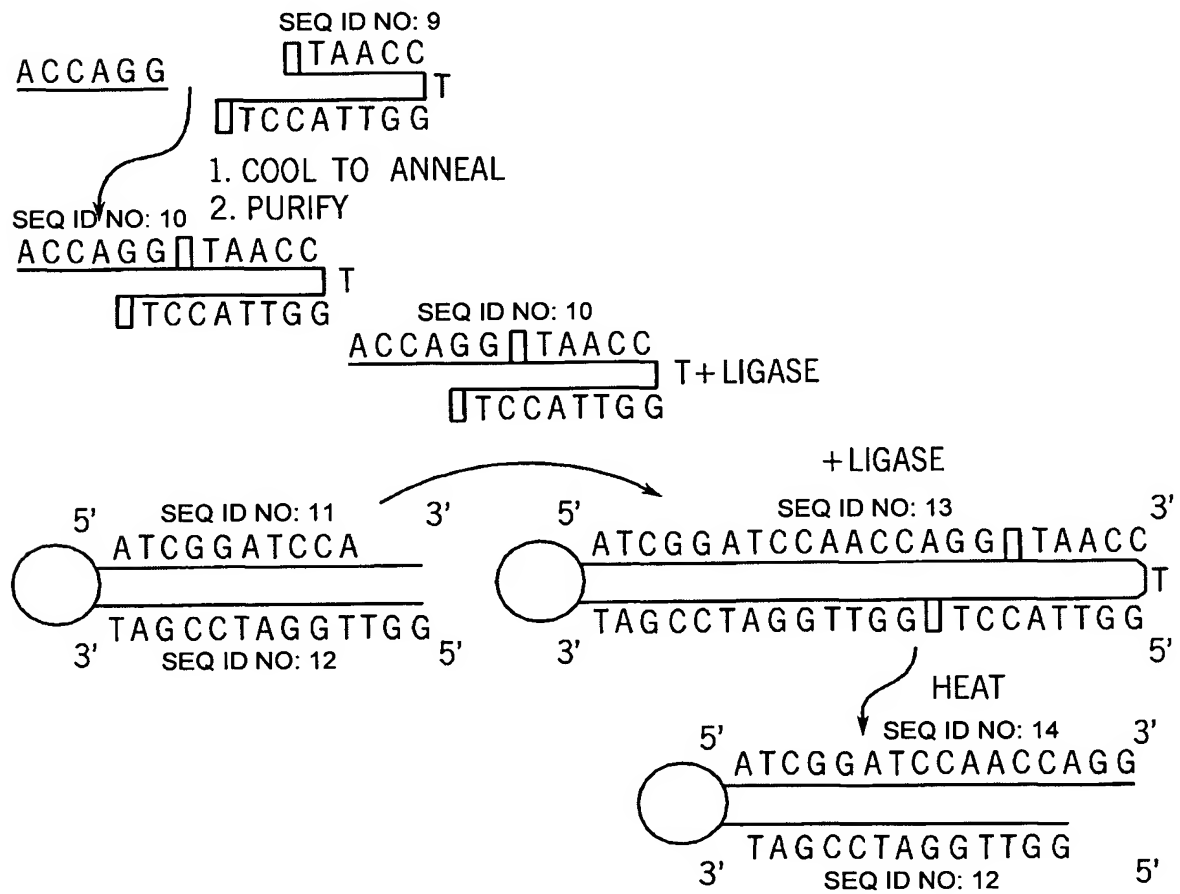 SEQ ID NO: 9
TAACC
ACCAGG
T
TCCATTGG
1. COOL TO ANNEAL
2. PURIFY
SEQ ID NO: 10
ACCAGG TAACC
T
TCCATTGG
SEQ ID NO: 10
ACCAGG TAACC
T+LIGASE
TCCATTGG
+LIGASE
5' SEQ ID NO: 11 3'
ATCGGATCCA
TAGCCTAGGTTGG
3' SEQ ID NO: 12 5'
5' SEQ ID NO: 13 3'
ATCGGATCCAACCAGG TAACC
T
TAGCCTAGGTTGG TCCATTGG
3' 5'
HEAT
5' SEQ ID NO: 14 3'
ATCGGATCCAACCAGG
TAGCCTAGGTTGG
3' SEQ ID NO: 12 5'